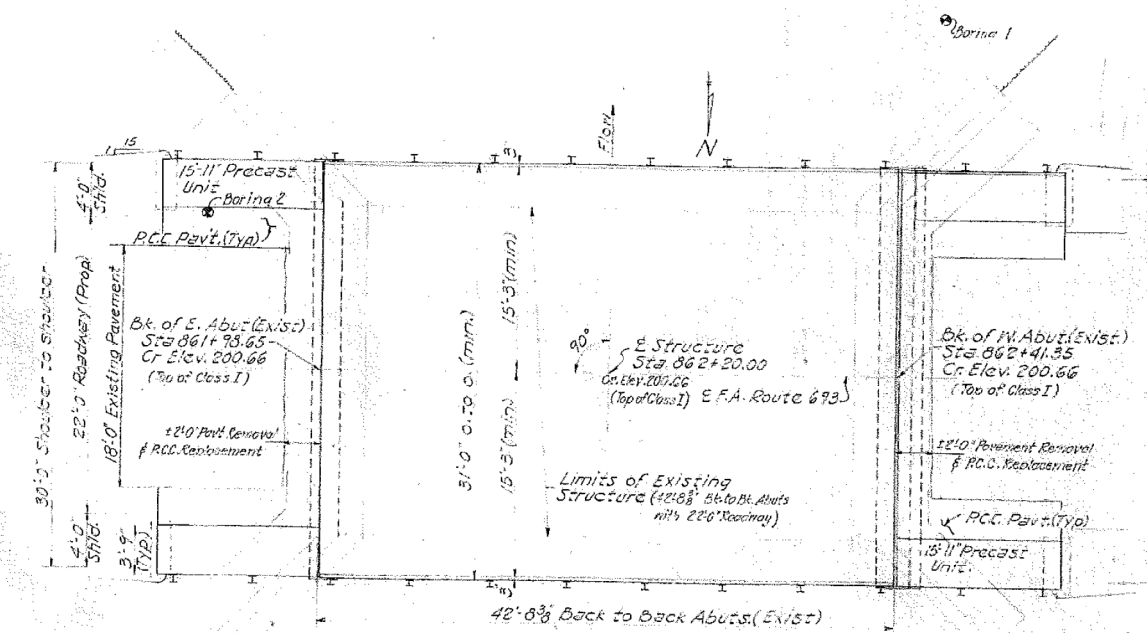 Boring 1
15
1
Flow
N
3"
15'-11" Precast
Unit
Boring 2
P.C.C. Pav't. (Typ)
4'-0"
Shld.
30'-0" Shoulder to Shoulder
22'-0 Roadway (Prop)
18'-0" Existing Pavement
Bk. of E. Abut (Exist)
Sta 861+98.65
Cr Elev. 200.66
(Top of Class I)
±2'-0" Pav't Removal
& P.C.C. Replacement
31'-0" o. to o. (min.)
15'-3" (min)
15'-3" (min)
90°
℄ Structure
Sta 862+20.00
Cr. Elev. 200.66
(Top of Class I)
℄ F.A. Route 693
Bk. of W. Abut. (Exist.)
Sta 862+41.35
Cr. Elev. 200.66
(Top of Class I)
±2'-0" Pavement Removal
& P.C.C. Replacement
Limits of Existing
Structure (42'-8⅜" Bk. to Bk. Abuts
with 22'-6" Roadway)
P.C.C. Pav't (Typ)
15'-11" Precast
Unit.
4'-0"
Shld.
3'-9"
(Typ)
3"
42'-8⅜" Back to Back Abuts. (Exist)